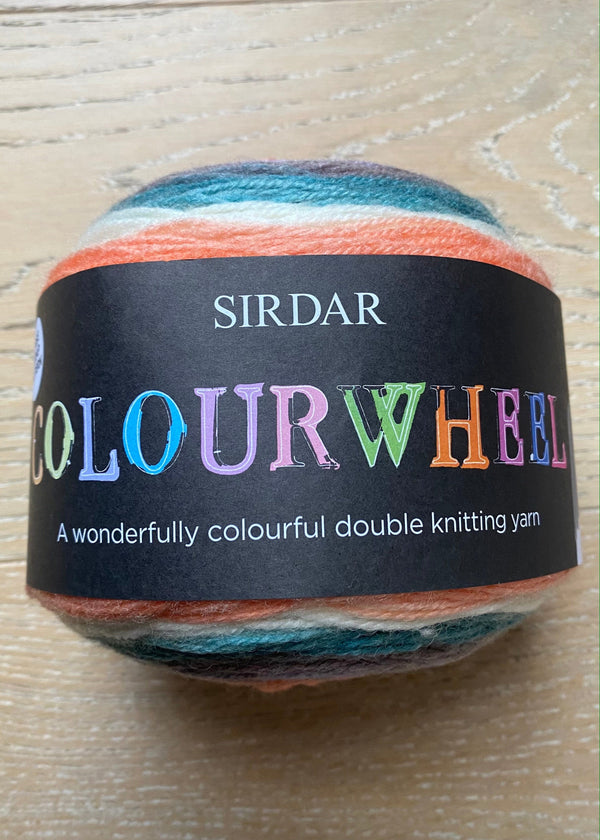 SIRDAR
COLOURWHEEL
A wonderfully colourful double knitting yarn